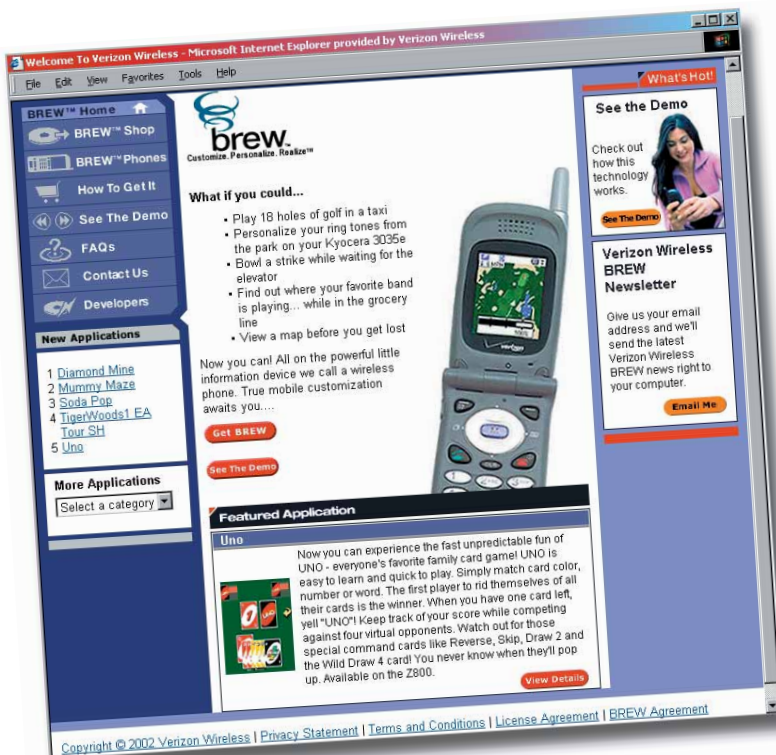 Welcome To Verizon Wireless - Microsoft Internet Explorer provided by Verizon Wireless
File Edit View Favorites Tools Help
BREW™ Home
BREW™ Shop
BREW™ Phones
How To Get It
See The Demo
FAQs
Contact Us
Developers
New Applications
1 Diamond Mine
2 Mummy Maze
3 Soda Pop
4 TigerWoods1 EA
Tour SH
5 Uno
More Applications
Select a category
brew™
Customize. Personalize. Realize™
What if you could...
▪ Play 18 holes of golf in a taxi
▪ Personalize your ring tones from
the park on your Kyocera 3035e
▪ Bowl a strike while waiting for the
elevator
▪ Find out where your favorite band
is playing... while in the grocery
line
▪ View a map before you get lost
Now you can! All on the powerful little
information device we call a wireless
phone. True mobile customization
awaits you....
Get BREW
See The Demo
verizon
Featured Application
Uno
Now you can experience the fast unpredictable fun of
UNO - everyone's favorite family card game! UNO is
easy to learn and quick to play. Simply match card color,
number or word. The first player to rid themselves of all
their cards is the winner. When you have one card left,
yell "UNO"! Keep track of your score while competing
against four virtual opponents. Watch out for those
special command cards like Reverse, Skip, Draw 2 and
the Wild Draw 4 card! You never know when they'll pop
up. Available on the Z800.
View Details
What's Hot!
See the Demo
Check out
how this
technology
works.
See The Demo
Verizon Wireless
BREW
Newsletter
Give us your email
address and we'll
send the latest
Verizon Wireless
BREW news right to
your computer.
Email Me
Copyright © 2002 Verizon Wireless | Privacy Statement | Terms and Conditions | License Agreement | BREW Agreement